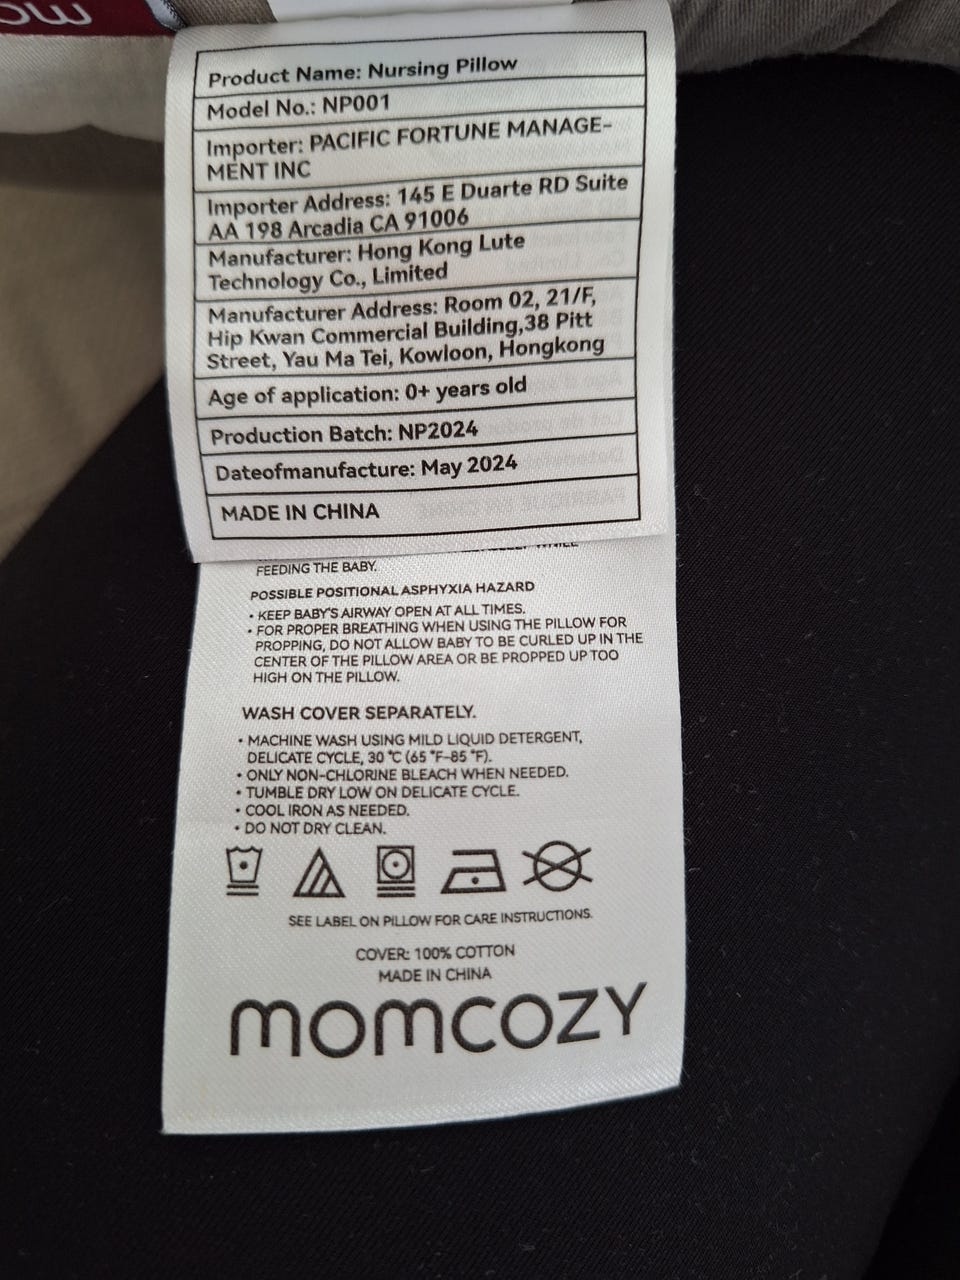 Product Name: Nursing Pillow
Model No.: NP001
Importer: PACIFIC FORTUNE MANAGE-
MENT INC
Importer Address: 145 E Duarte RD Suite
AA 198 Arcadia CA 91006
Manufacturer: Hong Kong Lute
Technology Co., Limited
Manufacturer Address: Room 02, 21/F,
Hip Kwan Commercial Building,38 Pitt
Street, Yau Ma Tei, Kowloon, Hongkong
Age of application: 0+ years old
Production Batch: NP2024
Dateofmanufacture: May 2024
MADE IN CHINA
FEEDING THE BABY.
POSSIBLE POSITIONAL ASPHYXIA HAZARD
• KEEP BABY'S AIRWAY OPEN AT ALL TIMES.
• FOR PROPER BREATHING WHEN USING THE PILLOW FOR
PROPPING, DO NOT ALLOW BABY TO BE CURLED UP IN THE
CENTER OF THE PILLOW AREA OR BE PROPPED UP TOO
HIGH ON THE PILLOW.
WASH COVER SEPARATELY.
• MACHINE WASH USING MILD LIQUID DETERGENT,
DELICATE CYCLE, 30 °C (65 °F-85 °F).
• ONLY NON-CHLORINE BLEACH WHEN NEEDED.
• TUMBLE DRY LOW ON DELICATE CYCLE.
• COOL IRON AS NEEDED.
• DO NOT DRY CLEAN.
SEE LABEL ON PILLOW FOR CARE INSTRUCTIONS.
COVER: 100% COTTON
MADE IN CHINA
momcozy